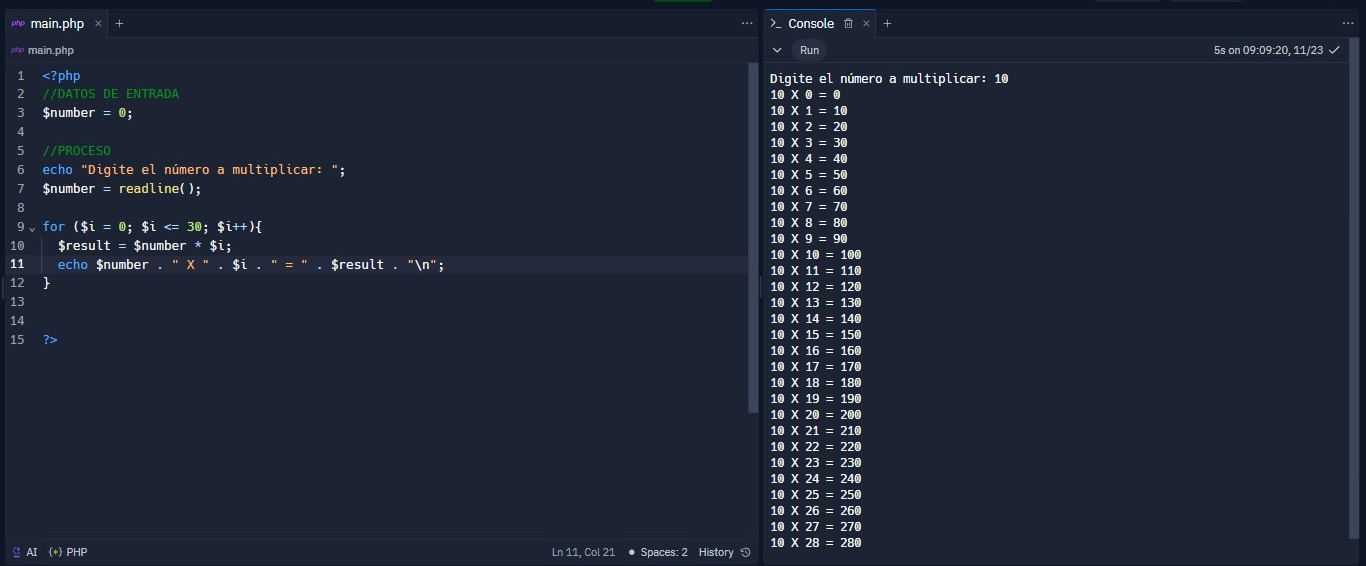 php main.php × +
php main.php
1 <?php
2 //DATOS DE ENTRADA
3 $number = 0;
4
5 //PROCESO
6 echo "Digite el número a multiplicar: ";
7 $number = readline();
8
9 for ($i = 0; $i <= 30; $i++){
10 $result = $number * $i;
11 echo $number . " X " . $i . " = " . $result . "\n";
12 }
13
14
15 ?>
AI {*} PHP Ln 11, Col 21 • Spaces: 2 History
>_ Console × +
Run 5s on 09:09:20, 11/23 ✓
Digite el número a multiplicar: 10
10 X 0 = 0
10 X 1 = 10
10 X 2 = 20
10 X 3 = 30
10 X 4 = 40
10 X 5 = 50
10 X 6 = 60
10 X 7 = 70
10 X 8 = 80
10 X 9 = 90
10 X 10 = 100
10 X 11 = 110
10 X 12 = 120
10 X 13 = 130
10 X 14 = 140
10 X 15 = 150
10 X 16 = 160
10 X 17 = 170
10 X 18 = 180
10 X 19 = 190
10 X 20 = 200
10 X 21 = 210
10 X 22 = 220
10 X 23 = 230
10 X 24 = 240
10 X 25 = 250
10 X 26 = 260
10 X 27 = 270
10 X 28 = 280